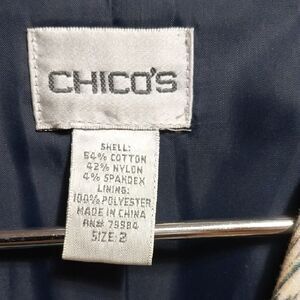 CHICO'S
SHELL:
54% COTTON
42% NYLON
4% SPANDEX
LINING:
100% POLYESTER
MADE IN CHINA
RN# 79984
SIZE: 2